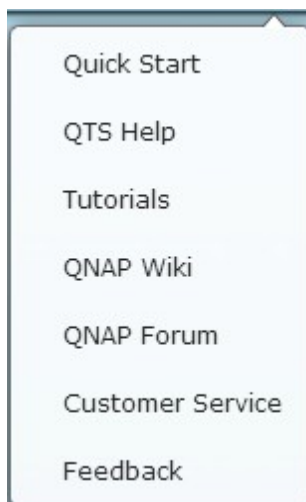 Quick Start
QTS Help
Tutorials
QNAP Wiki
QNAP Forum
Customer Service
Feedback